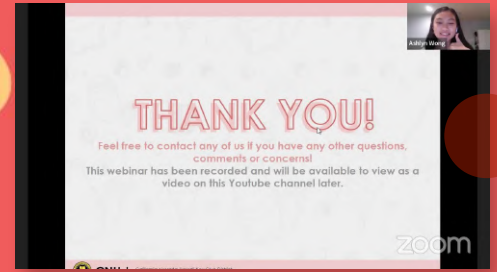 Ashlyn Wong
THANK YOU!
Feel free to contact any of us if you have any other questions,
comments or concerns!
This webinar has been recorded and will be available to view as a
video on this Youtube channel later.
zoom